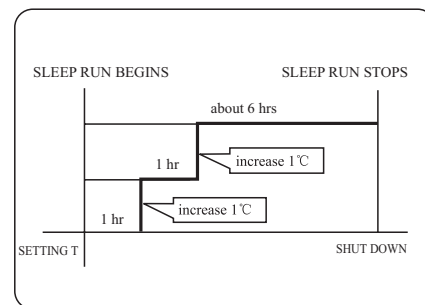 SLEEP RUN BEGINS SLEEP RUN STOPS
about 6 hrs
1 hr
increase 1℃
1 hr
increase 1℃
SETTING T
SHUT DOWN